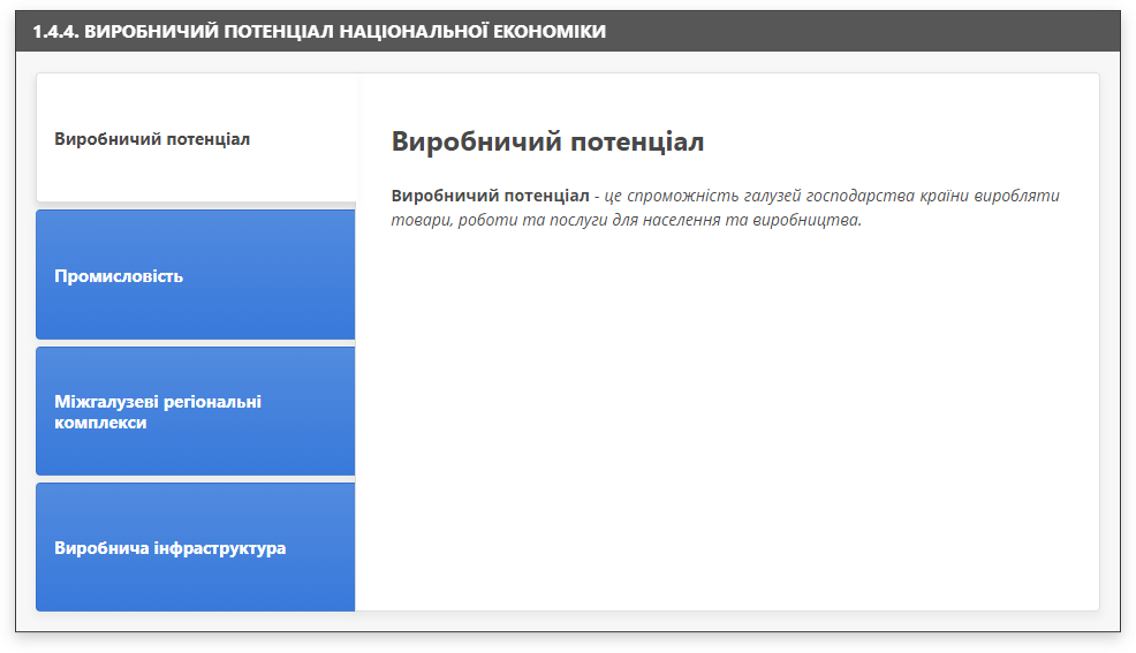 1.4.4. ВИРОБНИЧИЙ ПОТЕНЦІАЛ НАЦІОНАЛЬНОЇ ЕКОНОМІКИ
Виробничий потенціал
Промисловість
Міжгалузеві регіональні
комплекси
Виробнича інфраструктура
Виробничий потенціал
Виробничий потенціал - це спроможність галузей господарства країни виробляти
товари, роботи та послуги для населення та виробництва.